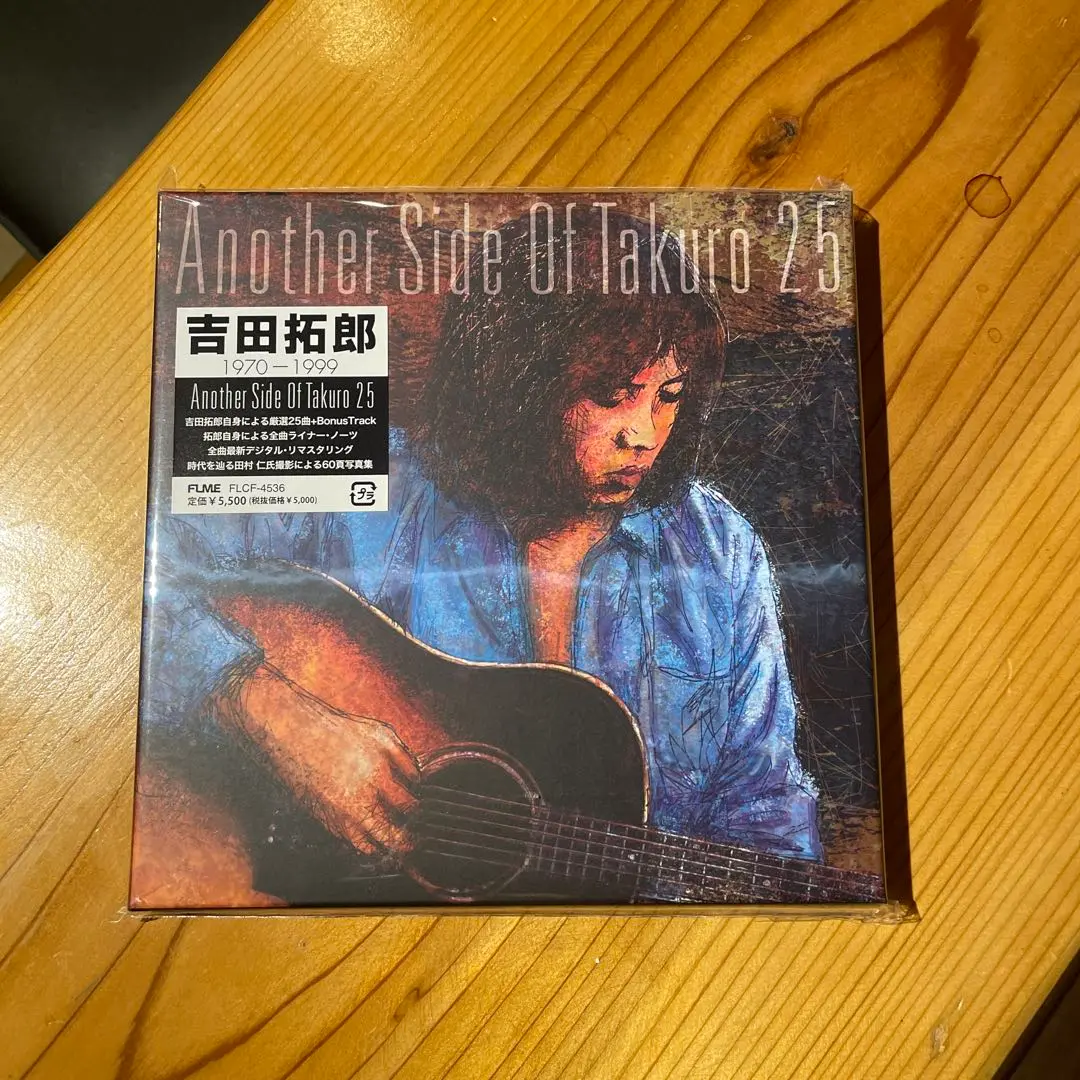 Another Side Of Takuro 25
吉田拓郎
1970−1999
Another Side Of Takuro 25
吉田拓郎自身による厳選25曲+BonusTrack
拓郎自身による全曲ライナー・ノーツ
全曲最新デジタル・リマスタリング
時代を辿る田村 仁氏撮影による60頁写真集
FLME FLCF-4536
定価¥5,500 (税抜価格¥5,000)
プラ